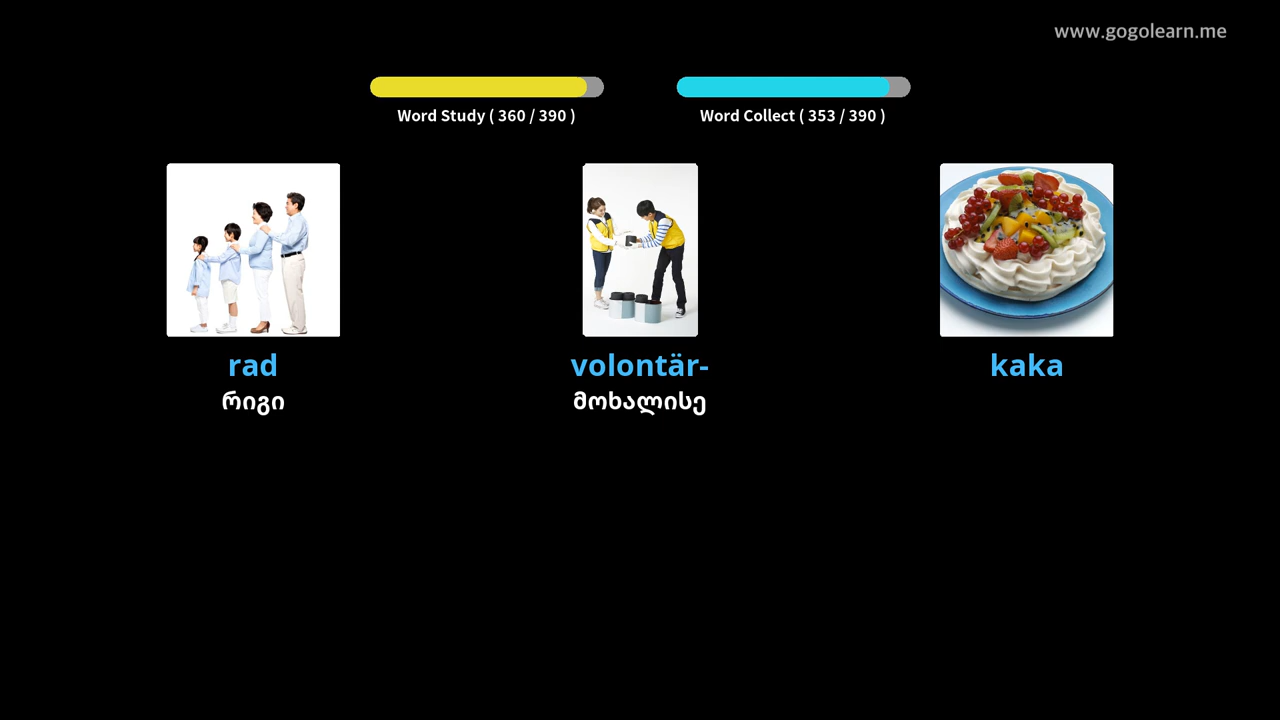 www.gogolearn.me
Word Study ( 360 / 390 )
Word Collect ( 353 / 390 )
rad
რიგი
volontär-
მოხალისე
kaka